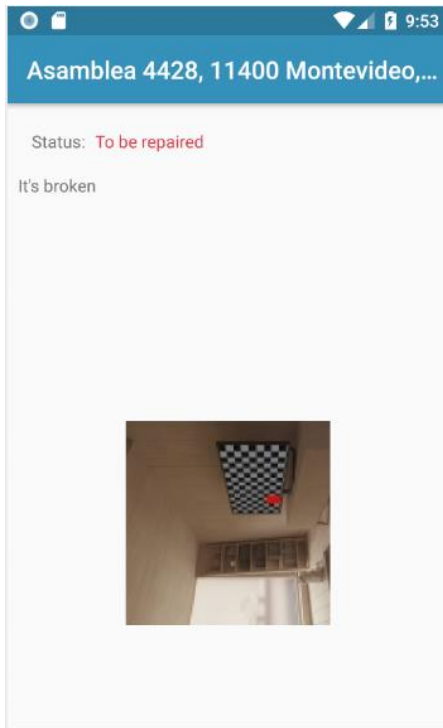 9:53
Asamblea 4428, 11400 Montevideo,...
Status: To be repaired
It's broken